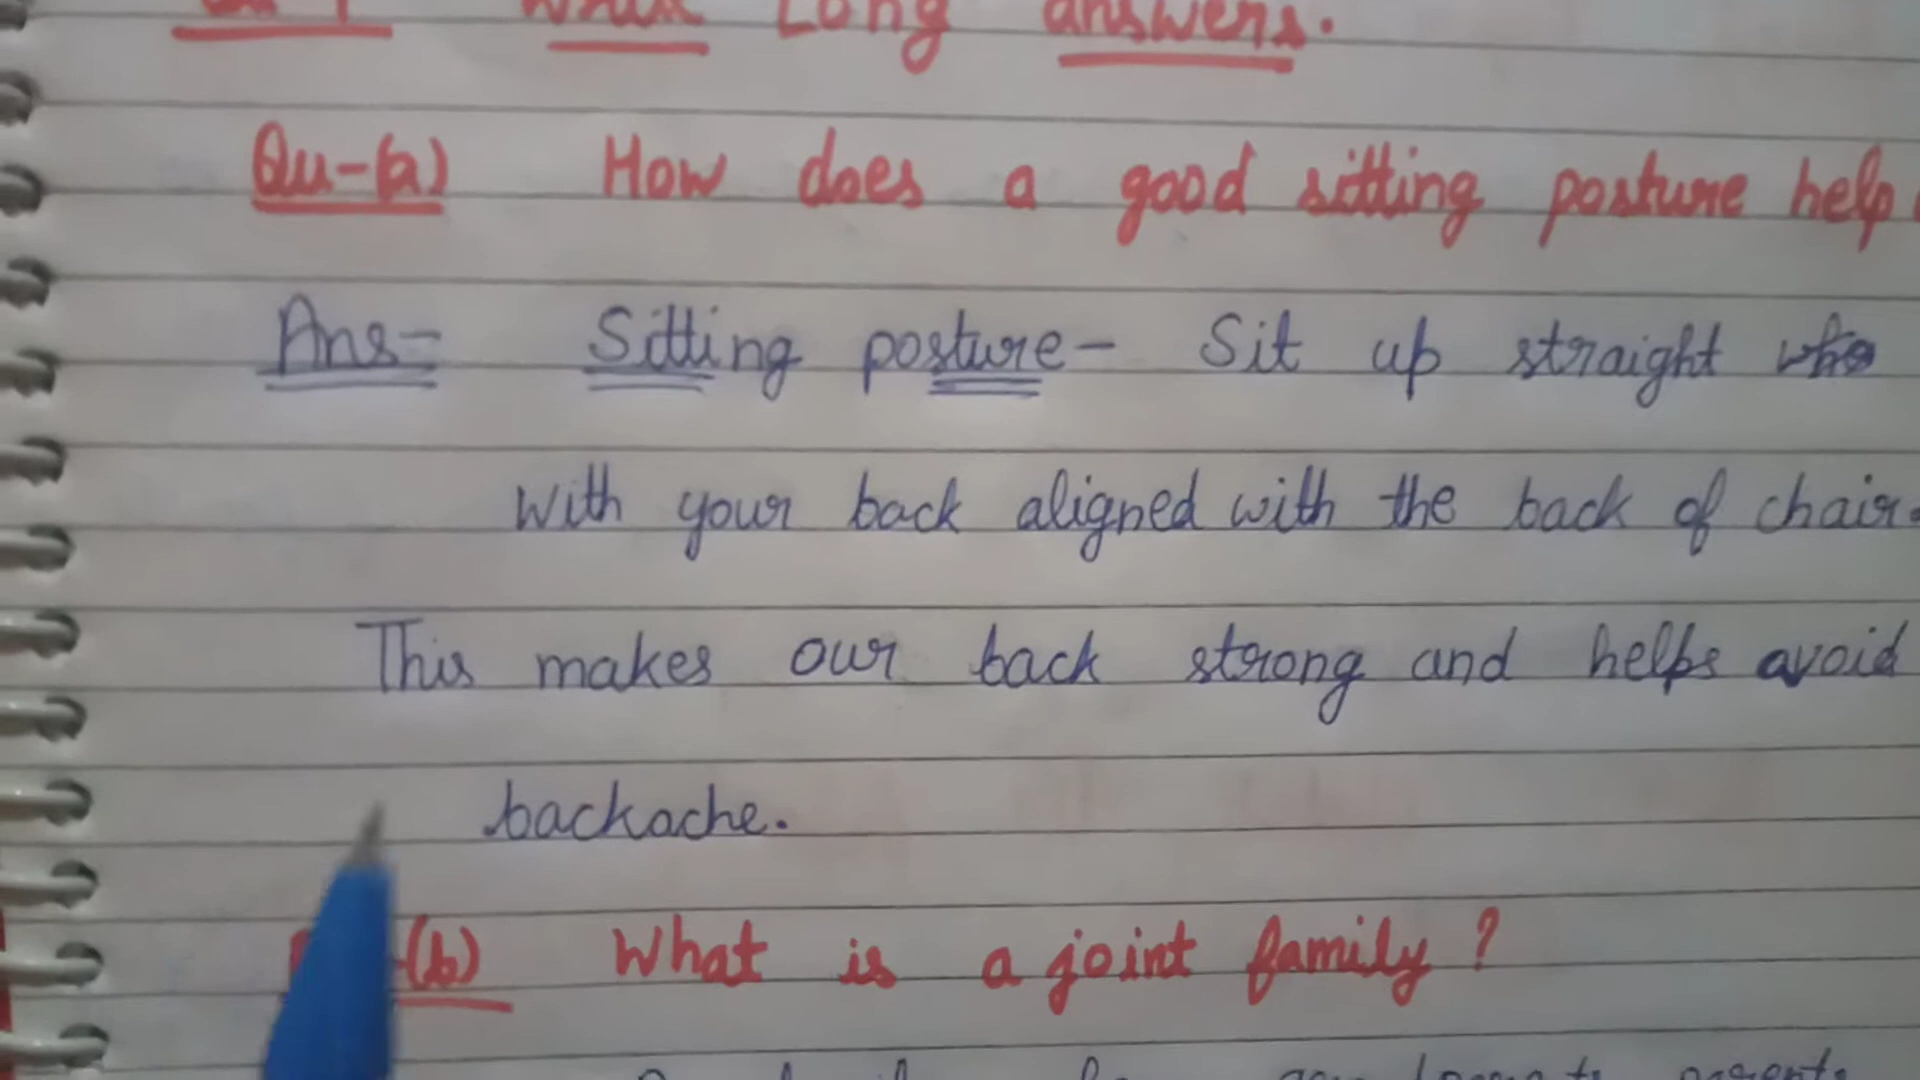 Long answers.
Qu-(a) How does a good sitting posture help
Ans- Sitting posture- Sit up straight
with your back aligned with the back of chair.
This makes our back strong and helps avoid
backache.
(b) What is a joint family?